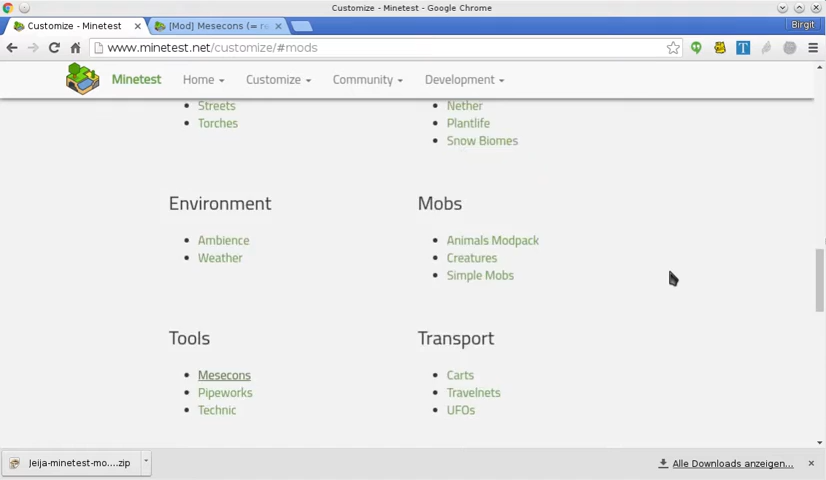 Customize - Minetest - Google Chrome
Customize - Minetest
[Mod] Mesecons (= re
Birgit
www.minetest.net/customize/#mods
Minetest
Home
Customize
Community
Development
Streets
Torches
Nether
Plantlife
Snow Biomes
Environment
Ambience
Weather
Mobs
Animals Modpack
Creatures
Simple Mobs
Tools
Mesecons
Pipeworks
Technic
Transport
Carts
Travelnets
UFOs
Jeija-minetest-mo....zip
Alle Downloads anzeigen...